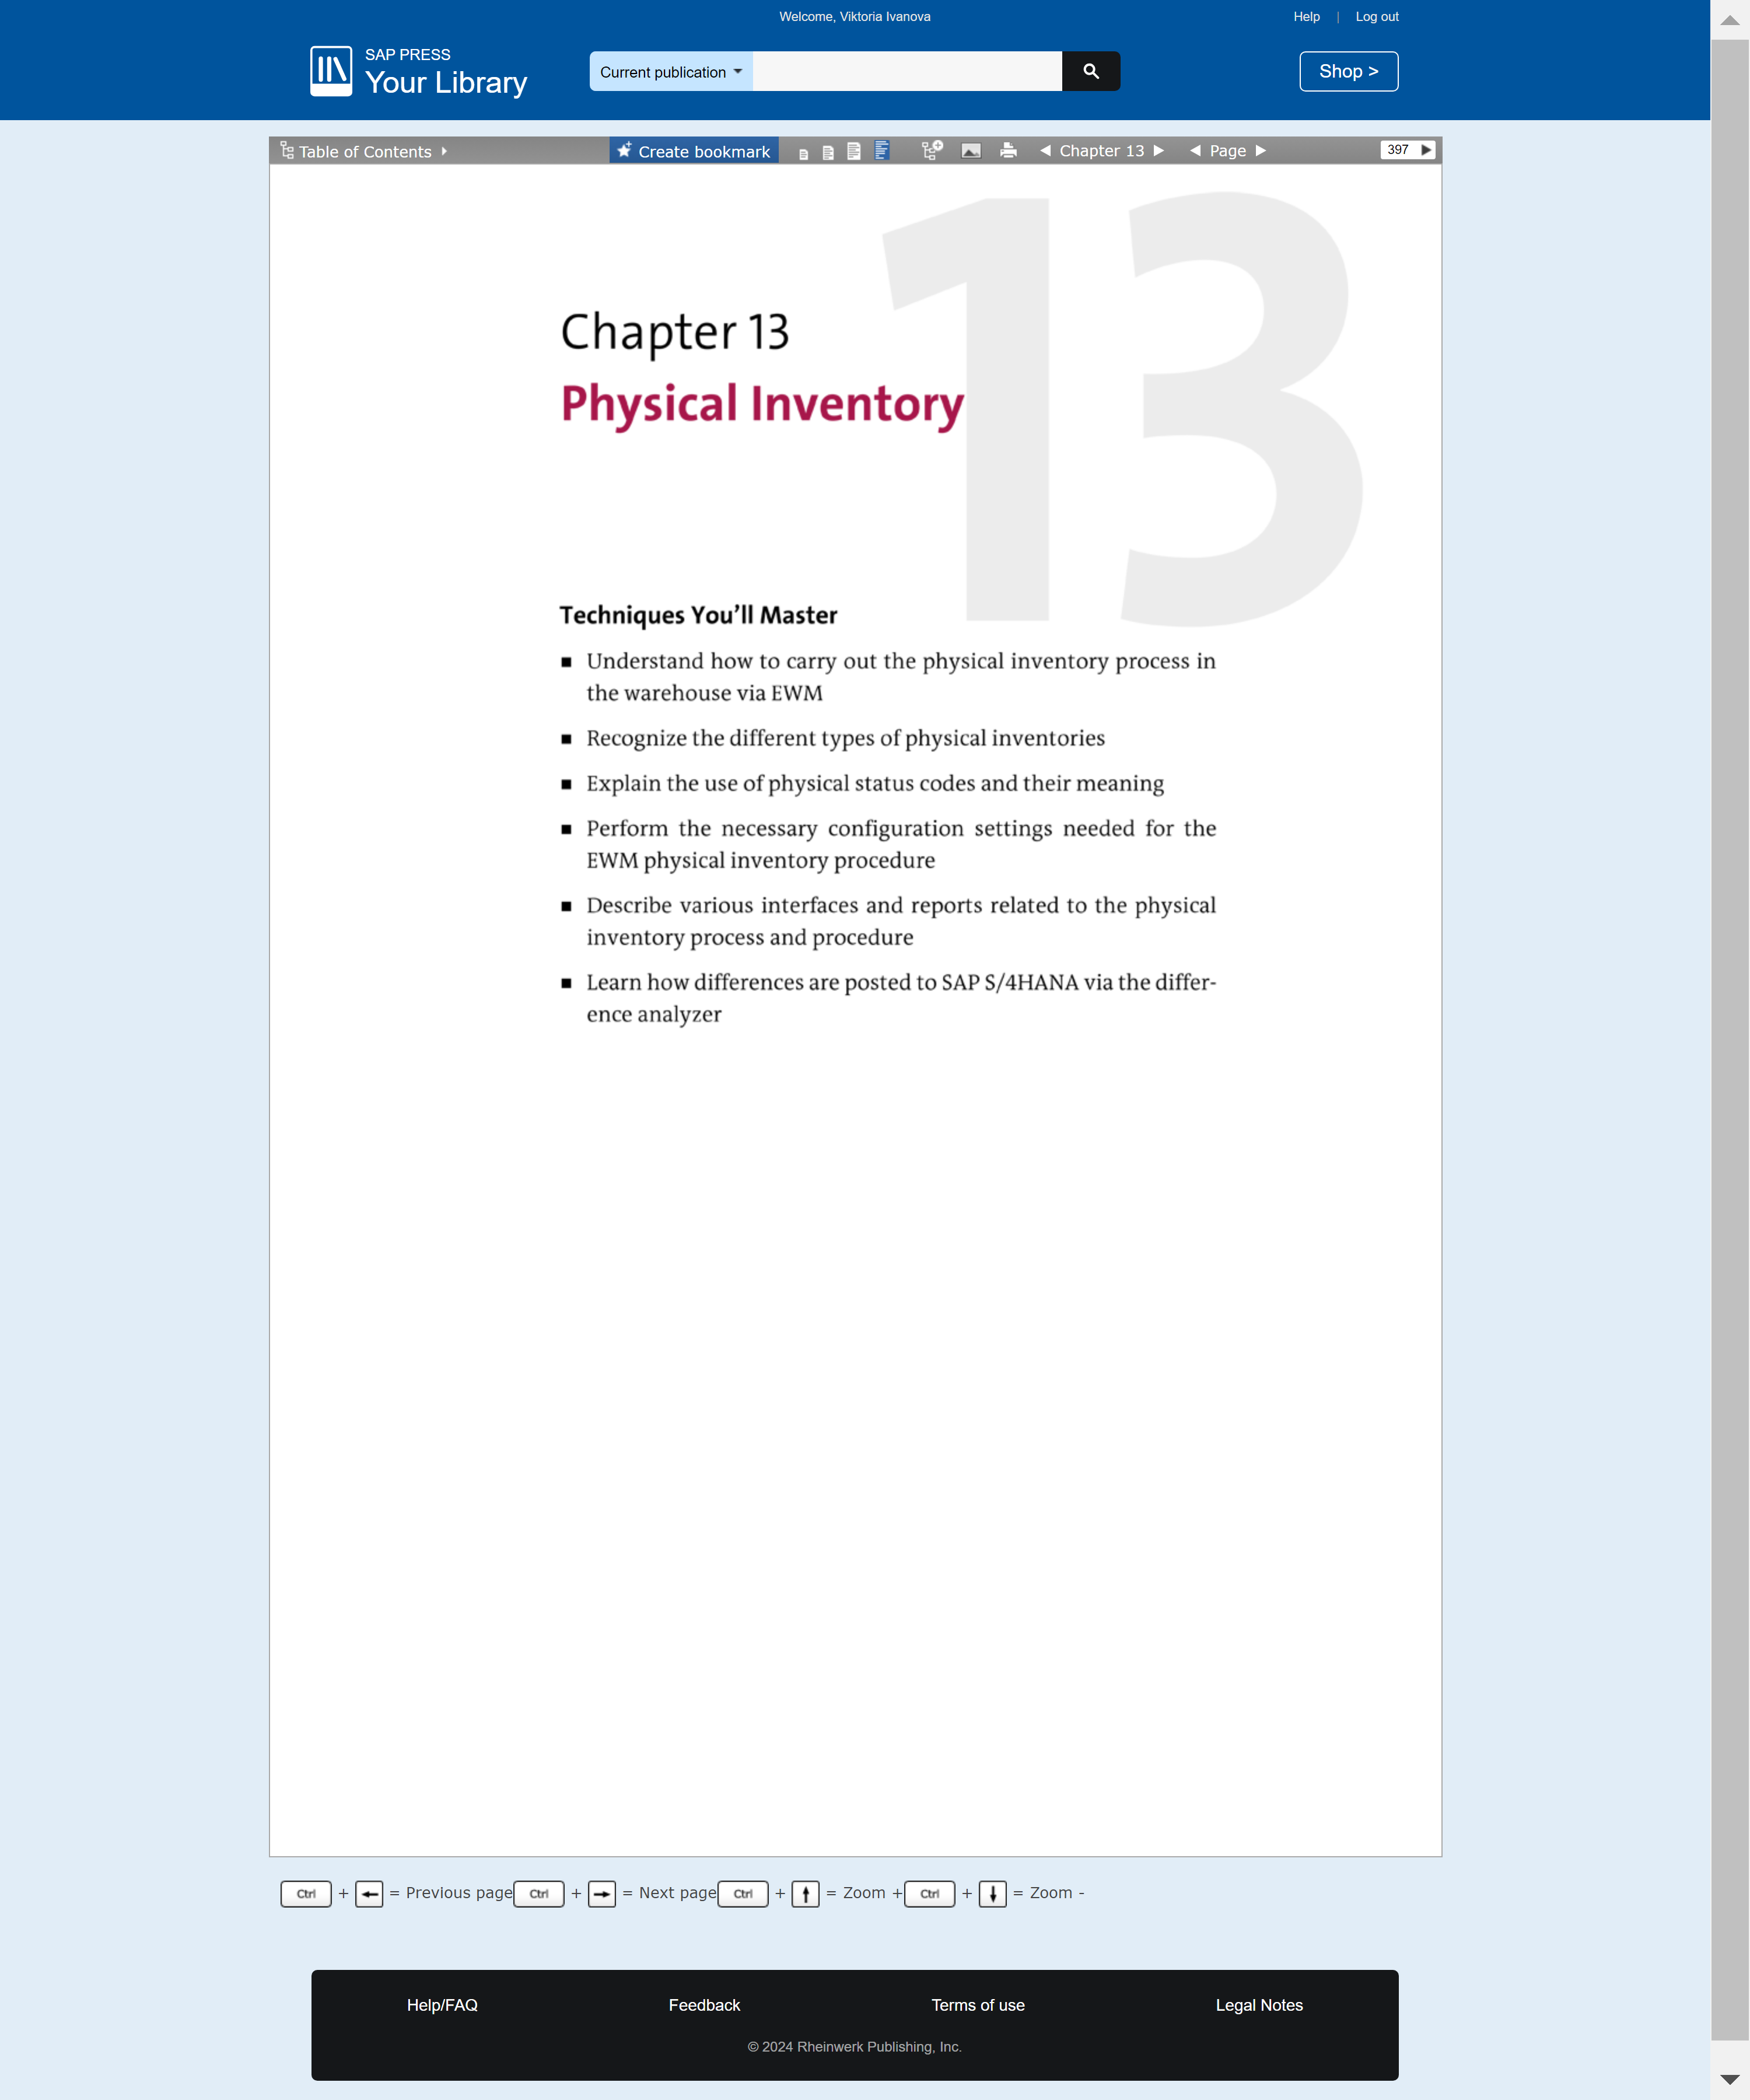 Welcome, Viktoria Ivanova
Help | Log out
SAP PRESS
Your Library
Current publication
Shop >
Table of Contents
Create bookmark
Chapter 13
Page
397
13
Chapter 13
Physical Inventory
Techniques You’ll Master
■ Understand how to carry out the physical inventory process in
the warehouse via EWM
■ Recognize the different types of physical inventories
■ Explain the use of physical status codes and their meaning
■ Perform the necessary configuration settings needed for the
EWM physical inventory procedure
■ Describe various interfaces and reports related to the physical
inventory process and procedure
■ Learn how differences are posted to SAP S/4HANA via the differ-
ence analyzer
Ctrl + ← = Previous page Ctrl + → = Next page Ctrl + ↑ = Zoom + Ctrl + ↓ = Zoom -
Help/FAQ
Feedback
Terms of use
Legal Notes
© 2024 Rheinwerk Publishing, Inc.